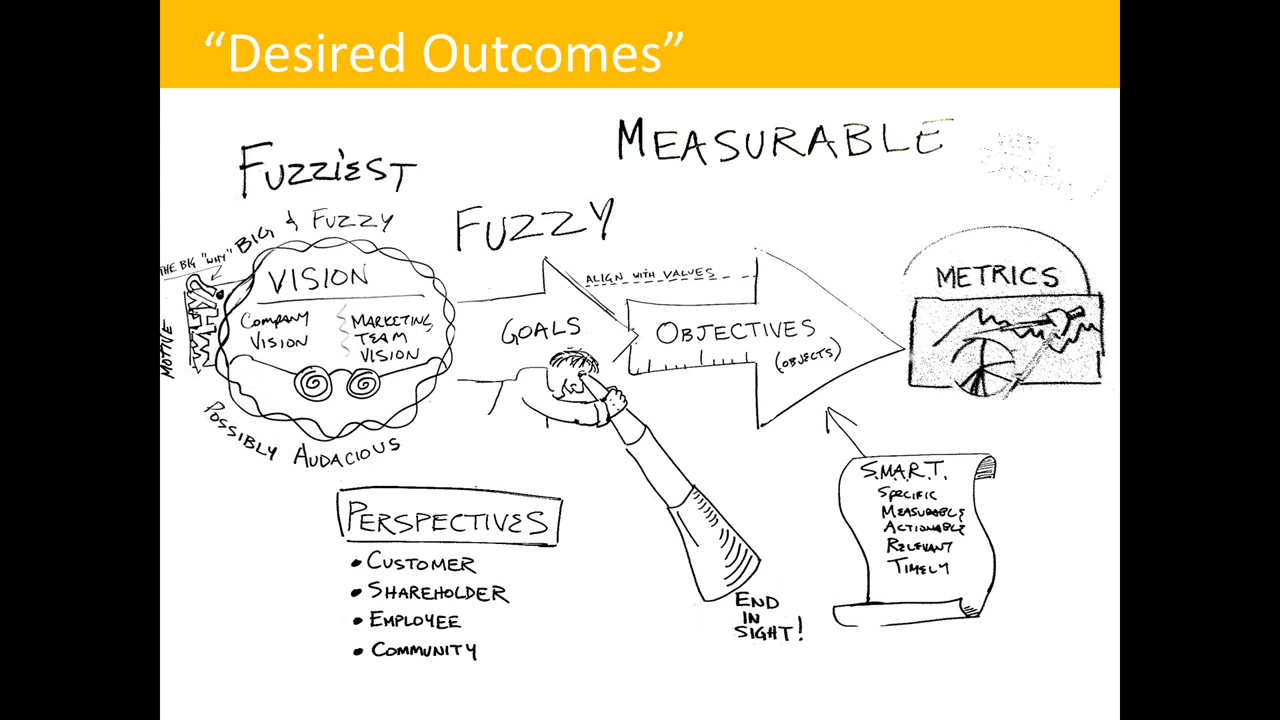 “Desired Outcomes”
MEASURABLE
FUZZIEST
FUZZY
BIG & FUZZY
THE BIG "WHY"
WHY
MOTIVE
VISION
COMPANY
VISION
MARKETING
TEAM
VISION
POSSIBLY AUDACIOUS
GOALS
ALIGN WITH VALUES
OBJECTIVES
(OBJECTS)
METRICS
END
IN
SIGHT!
S.M.A.R.T.
SPECIFIC
MEASURABLE
ACTIONABLE
RELEVANT
TIMELY
PERSPECTIVES
• CUSTOMER
• SHAREHOLDER
• EMPLOYEE
• COMMUNITY